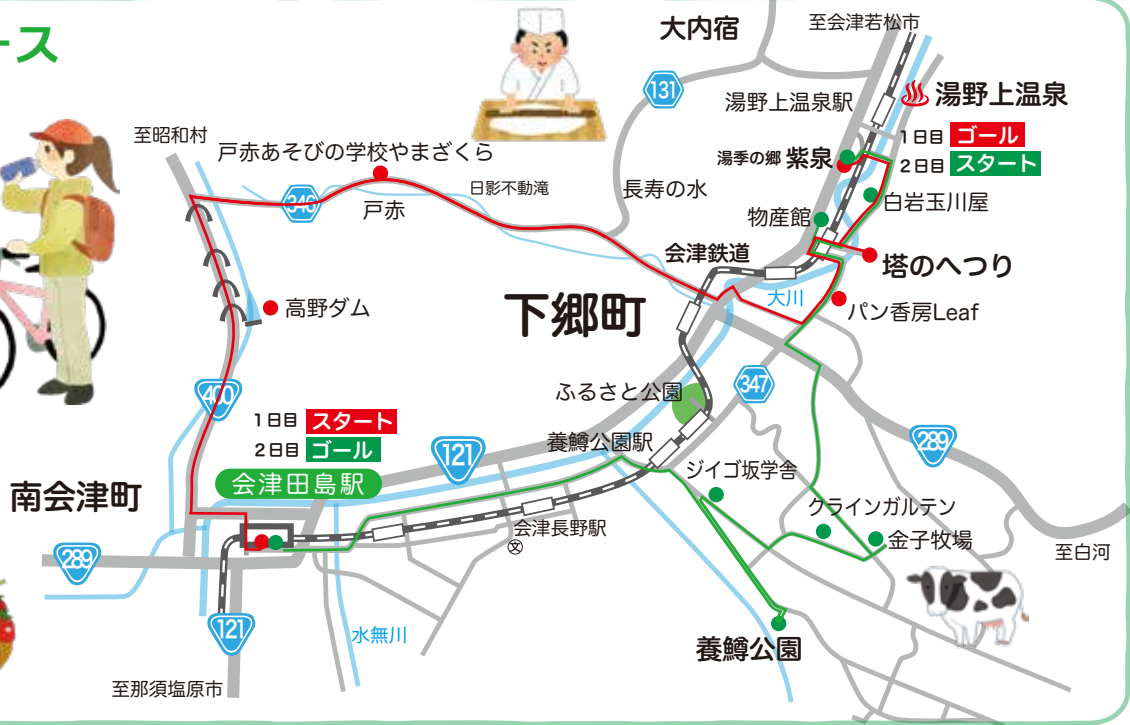 ース
大内宿
至会津若松市
131
湯野上温泉駅
湯野上温泉
1日目 ゴール
2日目 スタート
至昭和村
戸赤あそびの学校やまざくら
湯季の郷 紫泉
日影不動滝
長寿の水
白岩玉川屋
346
戸赤
物産館
会津鉄道
塔のへつり
高野ダム
下郷町
大川
パン香房Leaf
ふるさと公園
347
400
1日目 スタート
2日目 ゴール
121
養鱒公園駅
289
会津田島駅
ジイゴ坂学舎
南会津町
クラインガルテン
会津長野駅
文
金子牧場
289
至白河
121
水無川
養鱒公園
至那須塩原市